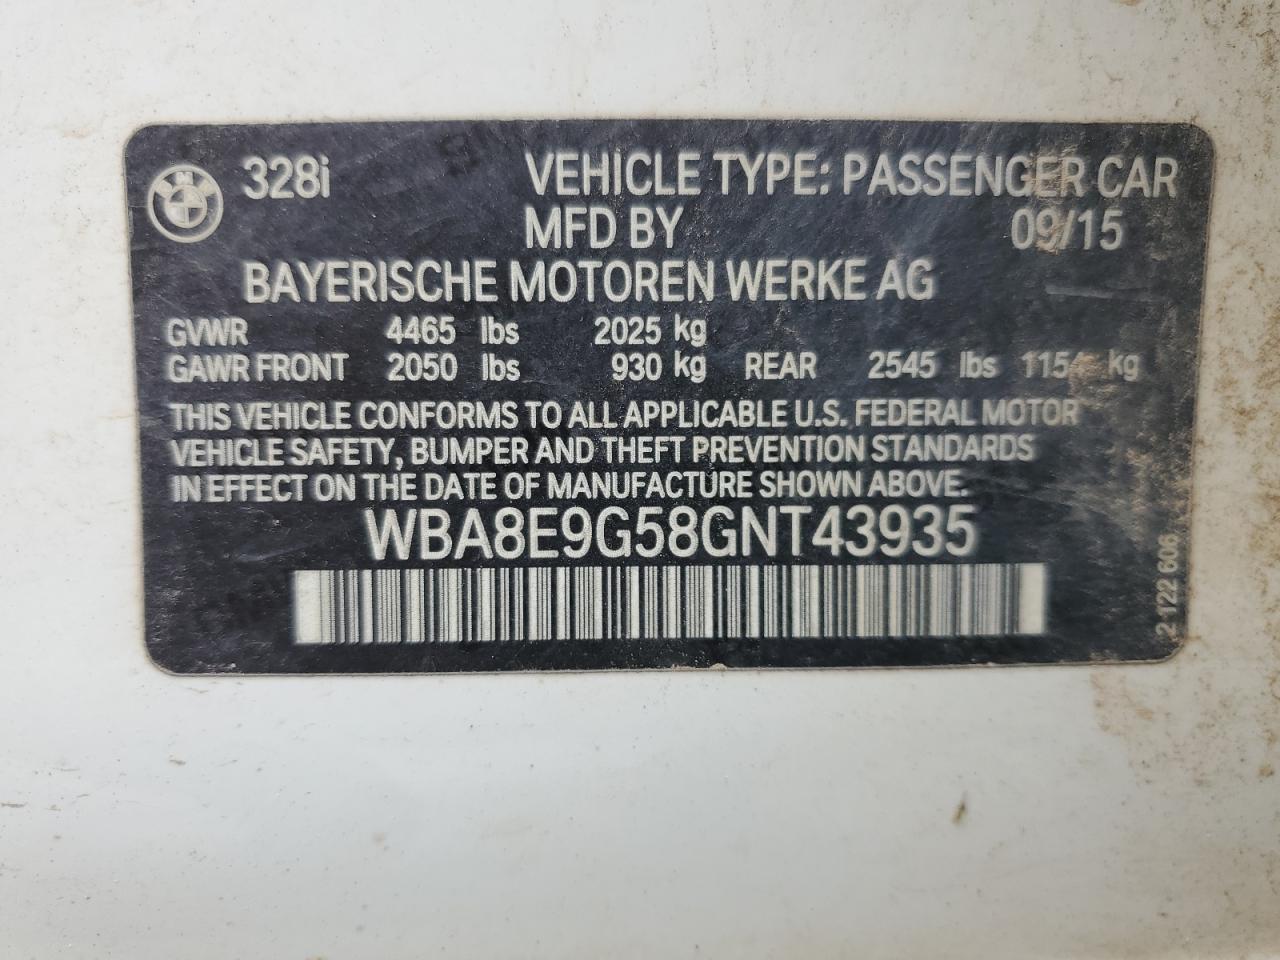 328i VEHICLE TYPE: PASSENGER CAR
MFD BY 09/15
BAYERISCHE MOTOREN WERKE AG
GVWR 4465 lbs 2025 kg
GAWR FRONT 2050 lbs 930 kg REAR 2545 lbs kg
THIS VEHICLE CONFORMS TO ALL APPLICABLE U.S. FEDERAL MOTOR
VEHICLE SAFETY, BUMPER AND THEFT PREVENTION STANDARDS
IN EFFECT ON THE DATE OF MANUFACTURE SHOWN ABOVE.
WBA8E9G58GNT43935